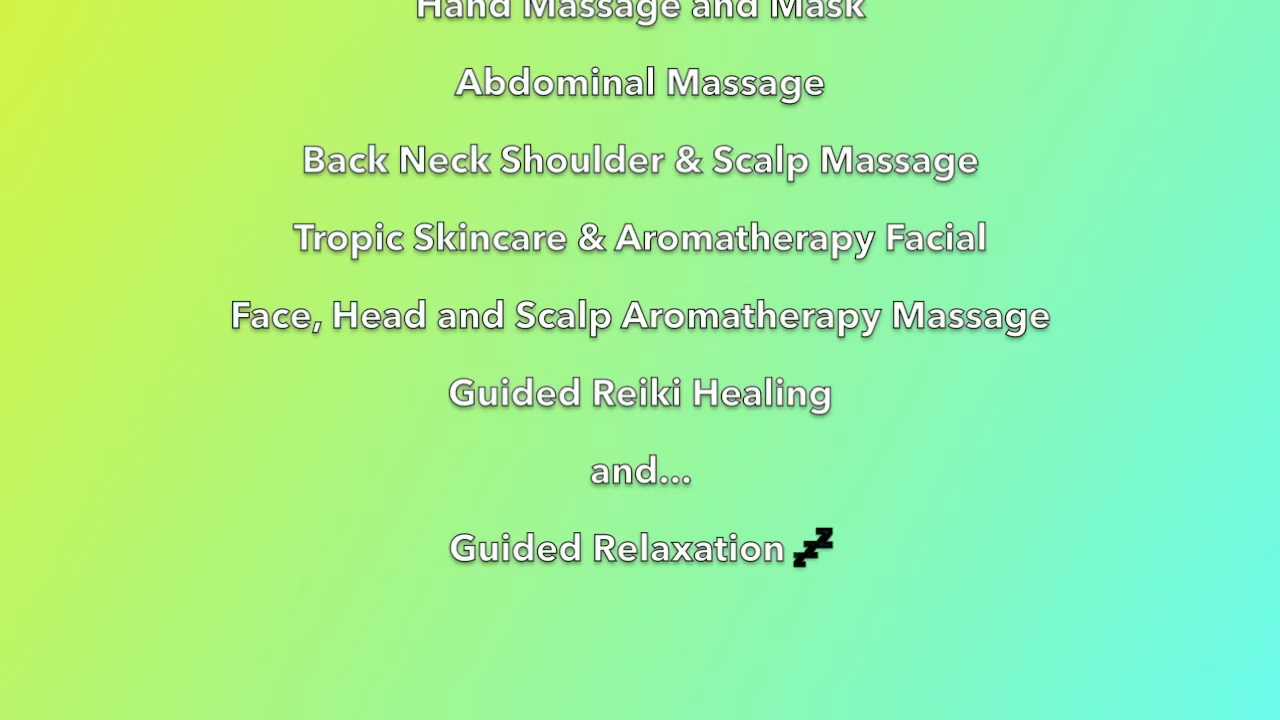 Hand Massage and Mask
Abdominal Massage
Back Neck Shoulder & Scalp Massage
Tropic Skincare & Aromatherapy Facial
Face, Head and Scalp Aromatherapy Massage
Guided Reiki Healing
and...
Guided Relaxation 💤